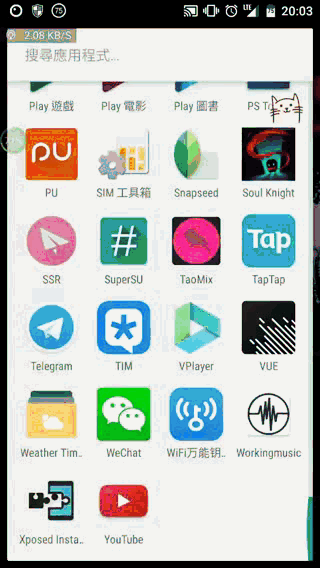 75
LTE
75
20:03
2.08 KB/S
搜尋應用程式…
Play 遊戲
Play 電影
Play 圖書
PS T
PU
PU
SIM 工具箱
Snapseed
Soul Knight
SSR
#
SuperSU
TaoMix
Tap
TapTap
Telegram
TIM
VPlayer
VUE
Weather Tim..
WeChat
WiFi万能钥..
Workingmusic
Xposed Insta..
YouTube